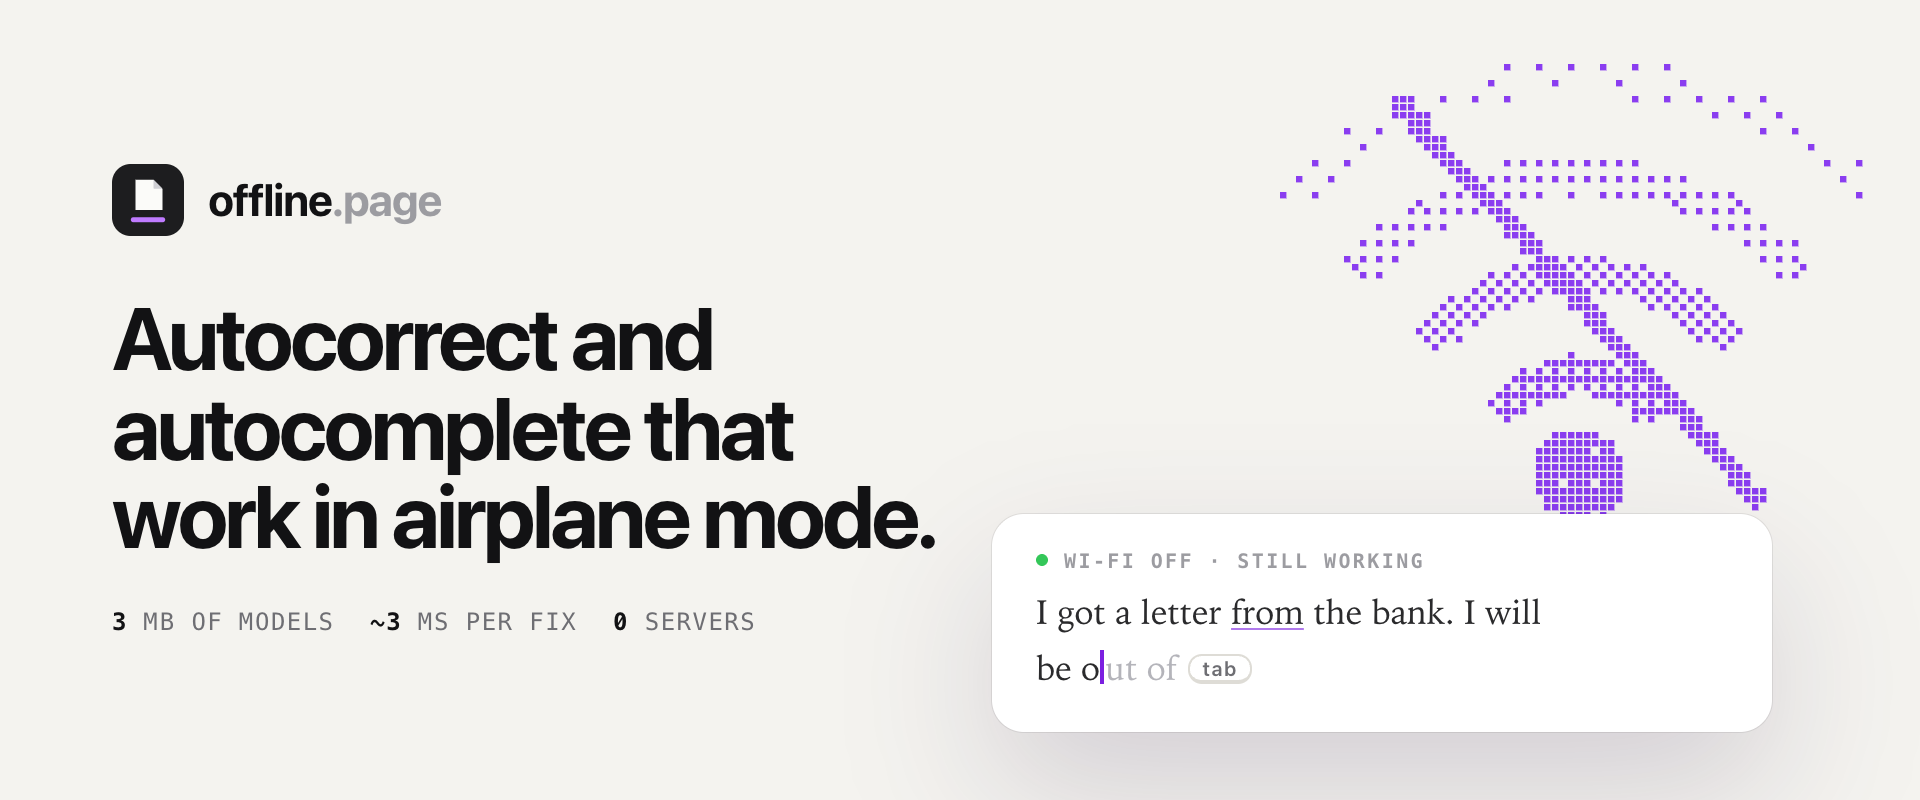 offline.page
Autocorrect and
autocomplete that
work in airplane mode.
3 MB OF MODELS ~3 MS PER FIX 0 SERVERS
WI-FI OFF · STILL WORKING
I got a letter from the bank. I will
be out of tab